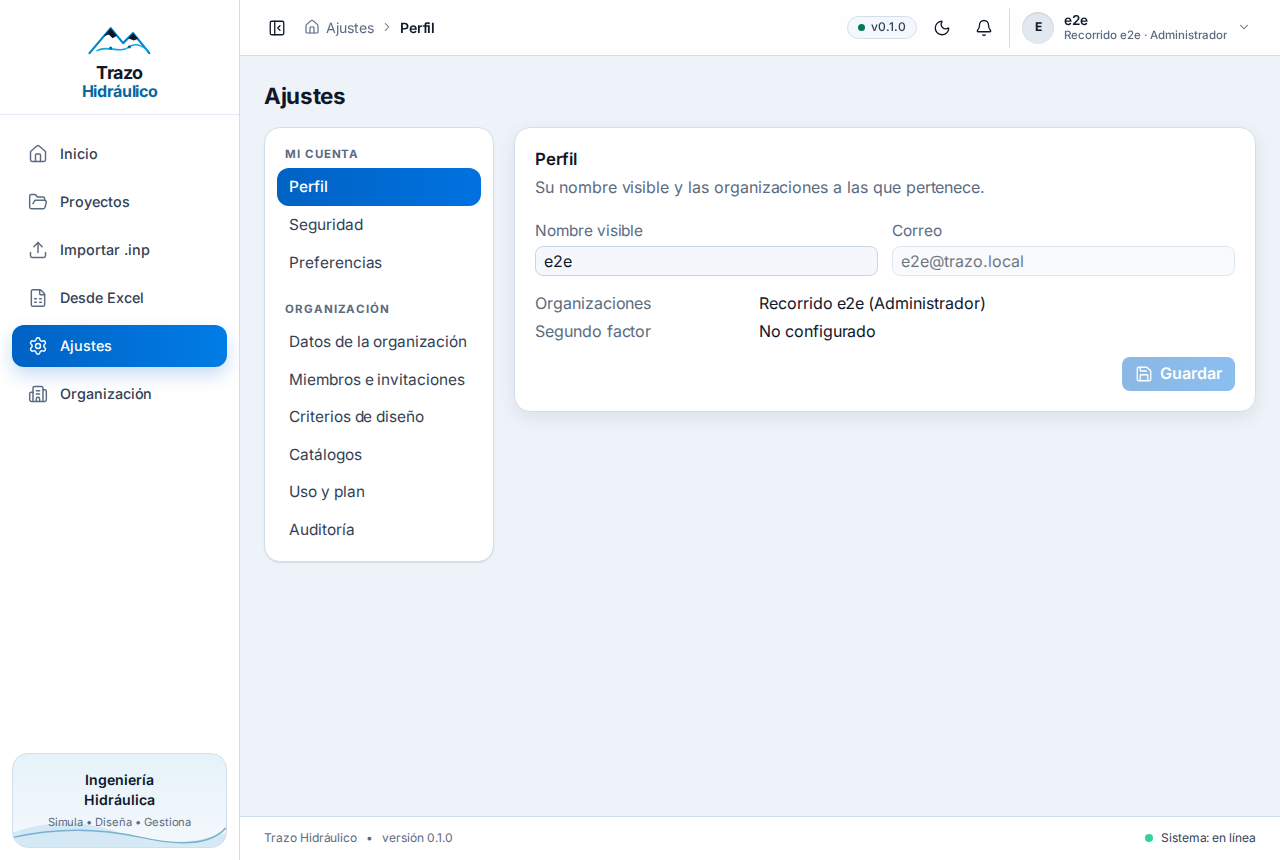 Trazo
Hidráulico
Inicio
Proyectos
Importar .inp
Desde Excel
Ajustes
Organización
Ingeniería
Hidráulica
Simula • Diseña • Gestiona
Ajustes > Perfil
v0.1.0
E
e2e
Recorrido e2e · Administrador
Ajustes
MI CUENTA
Perfil
Seguridad
Preferencias
ORGANIZACIÓN
Datos de la organización
Miembros e invitaciones
Criterios de diseño
Catálogos
Uso y plan
Auditoría
Perfil
Su nombre visible y las organizaciones a las que pertenece.
Nombre visible
e2e
Correo
e2e@trazo.local
Organizaciones Recorrido e2e (Administrador)
Segundo factor No configurado
Guardar
Trazo Hidráulico • versión 0.1.0
Sistema: en línea